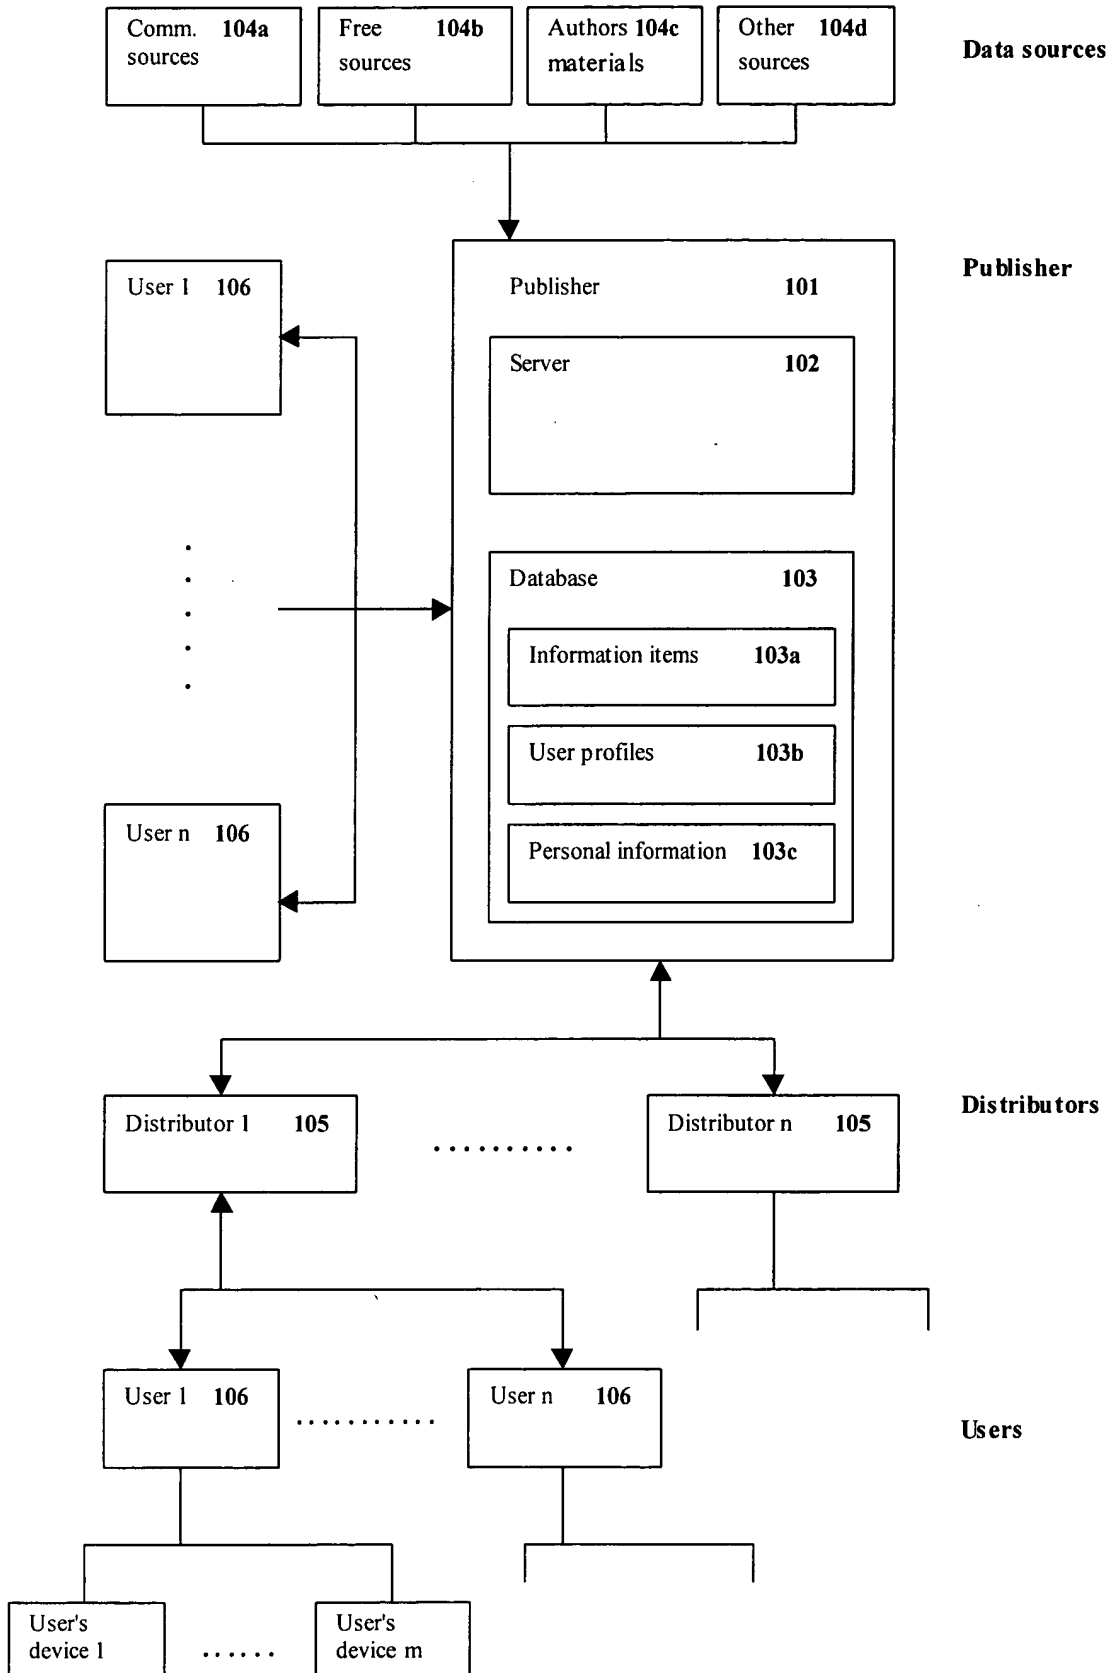 Comm. 104a
sources
Free 104b
sources
Authors 104c
materials
Other 104d
sources
Data sources
Publisher
User 1 106
Publisher 101
Server 102
Database 103
Information items 103a
User profiles 103b
Personal information 103c
User n 106
Distributors
Distributor 1 105
Distributor n 105
User 1 106
User n 106
Users
User's
device 1
User's
device m